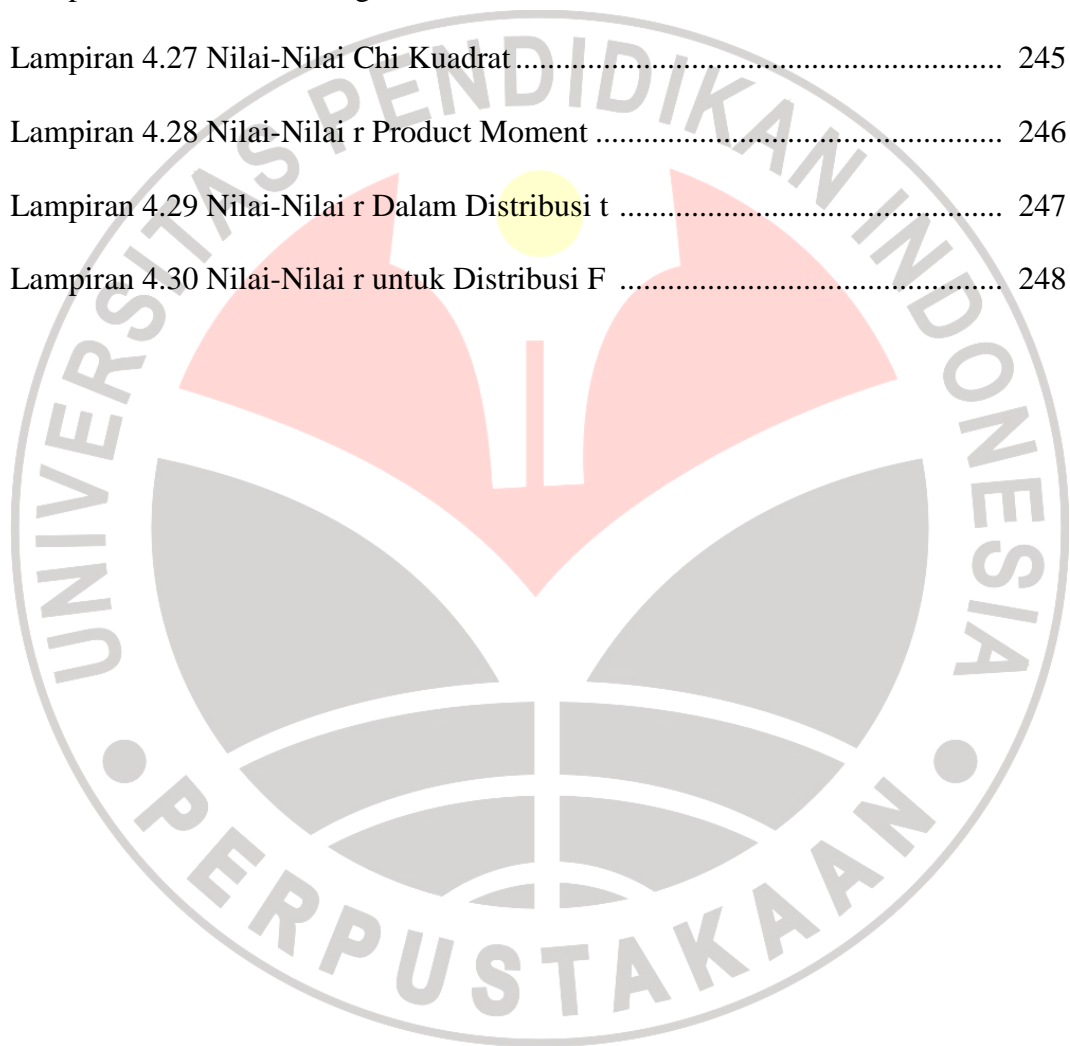 Lampiran 4.27 Nilai-Nilai Chi Kuadrat ............................................................ 245
Lampiran 4.28 Nilai-Nilai r Product Moment .................................................. 246
Lampiran 4.29 Nilai-Nilai r Dalam Distribusi t ............................................... 247
Lampiran 4.30 Nilai-Nilai r untuk Distribusi F ............................................... 248
UNIVERSITAS PENDIDIKAN INDONESIA
PERPUSTAKAAN